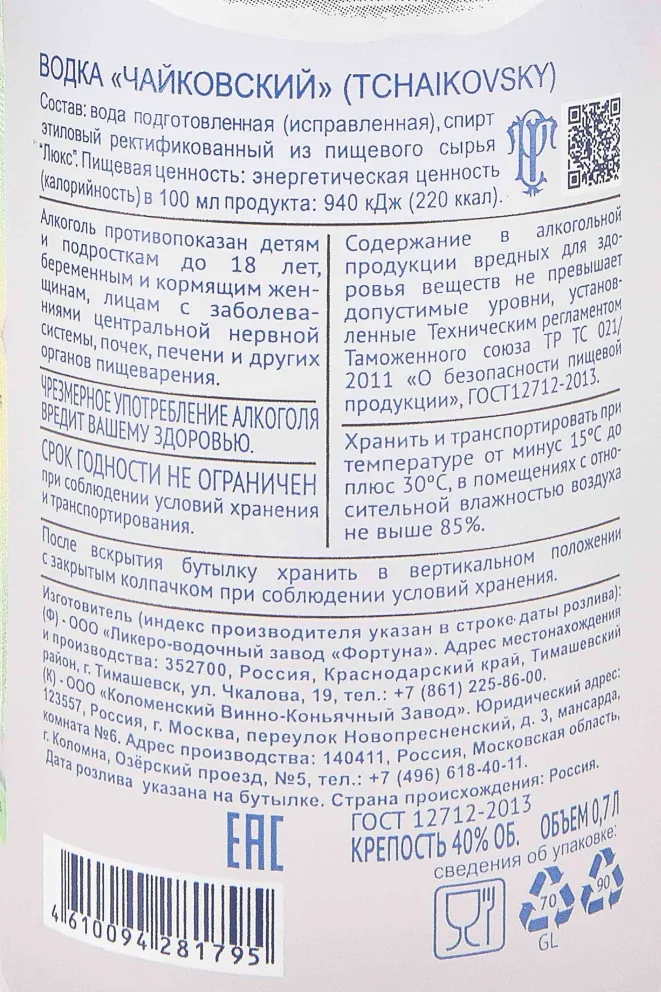 ВОДКА «ЧАЙКОВСКИЙ» (TCHAIKOVSKY)
Состав: вода подготовленная (исправленная), спирт
этиловый ректификованный из пищевого сырья
"Люкс". Пищевая ценность: энергетическая ценность
(калорийность) в 100 мл продукта: 940 кДж (220 ккал).
Алкоголь противопоказан детям
и подросткам до 18 лет,
беременным и кормящим жен-
щинам, лицам с заболева-
ниями центральной нервной
системы, почек, печени и других
органов пищеварения.
ЧРЕЗМЕРНОЕ УПОТРЕБЛЕНИЕ АЛКОГОЛЯ
ВРЕДИТ ВАШЕМУ ЗДОРОВЬЮ.
СРОК ГОДНОСТИ НЕ ОГРАНИЧЕН
при соблюдении условий хранения
и транспортирования.
Содержание в алкогольной
продукции вредных для здо-
ровья веществ не превышает
допустимые уровни, установ-
ленные Техническим регламентом
Таможенного союза ТР ТС 021/
2011 «О безопасности пищевой
продукции», ГОСТ12712-2013.
Хранить и транспортировать при
температуре от минус 15°С до
плюс 30°С, в помещениях с отно-
сительной влажностью воздуха
не выше 85%.
После вскрытия бутылку хранить в вертикальном положении
с закрытым колпачком при соблюдении условий хранения.
Изготовитель (индекс производителя указан в строке даты розлива):
(Ф) - ООО «Ликеро-водочный завод «Фортуна». Адрес местонахождения
и производства: 352700, Россия, Краснодарский край, Тимашевский
район, г. Тимашевск, ул. Чкалова, 19, тел.: +7 (861) 225-86-00.
(К) - ООО «Коломенский Винно-Коньячный Завод». Юридический адрес:
123557, Россия, г. Москва, переулок Новопресненский, д. 3, мансарда,
комната №6. Адрес производства: 140411, Россия, Московская область,
г. Коломна, Озёрский проезд, №5, тел.: +7 (496) 618-40-11.
Дата розлива указана на бутылке. Страна происхождения: Россия.
ГОСТ 12712-2013
КРЕПОСТЬ 40% ОБ. ОБЪЕМ 0,7 Л
сведения об упаковке:
ЕАС
4 610094 281795
70
GL
90